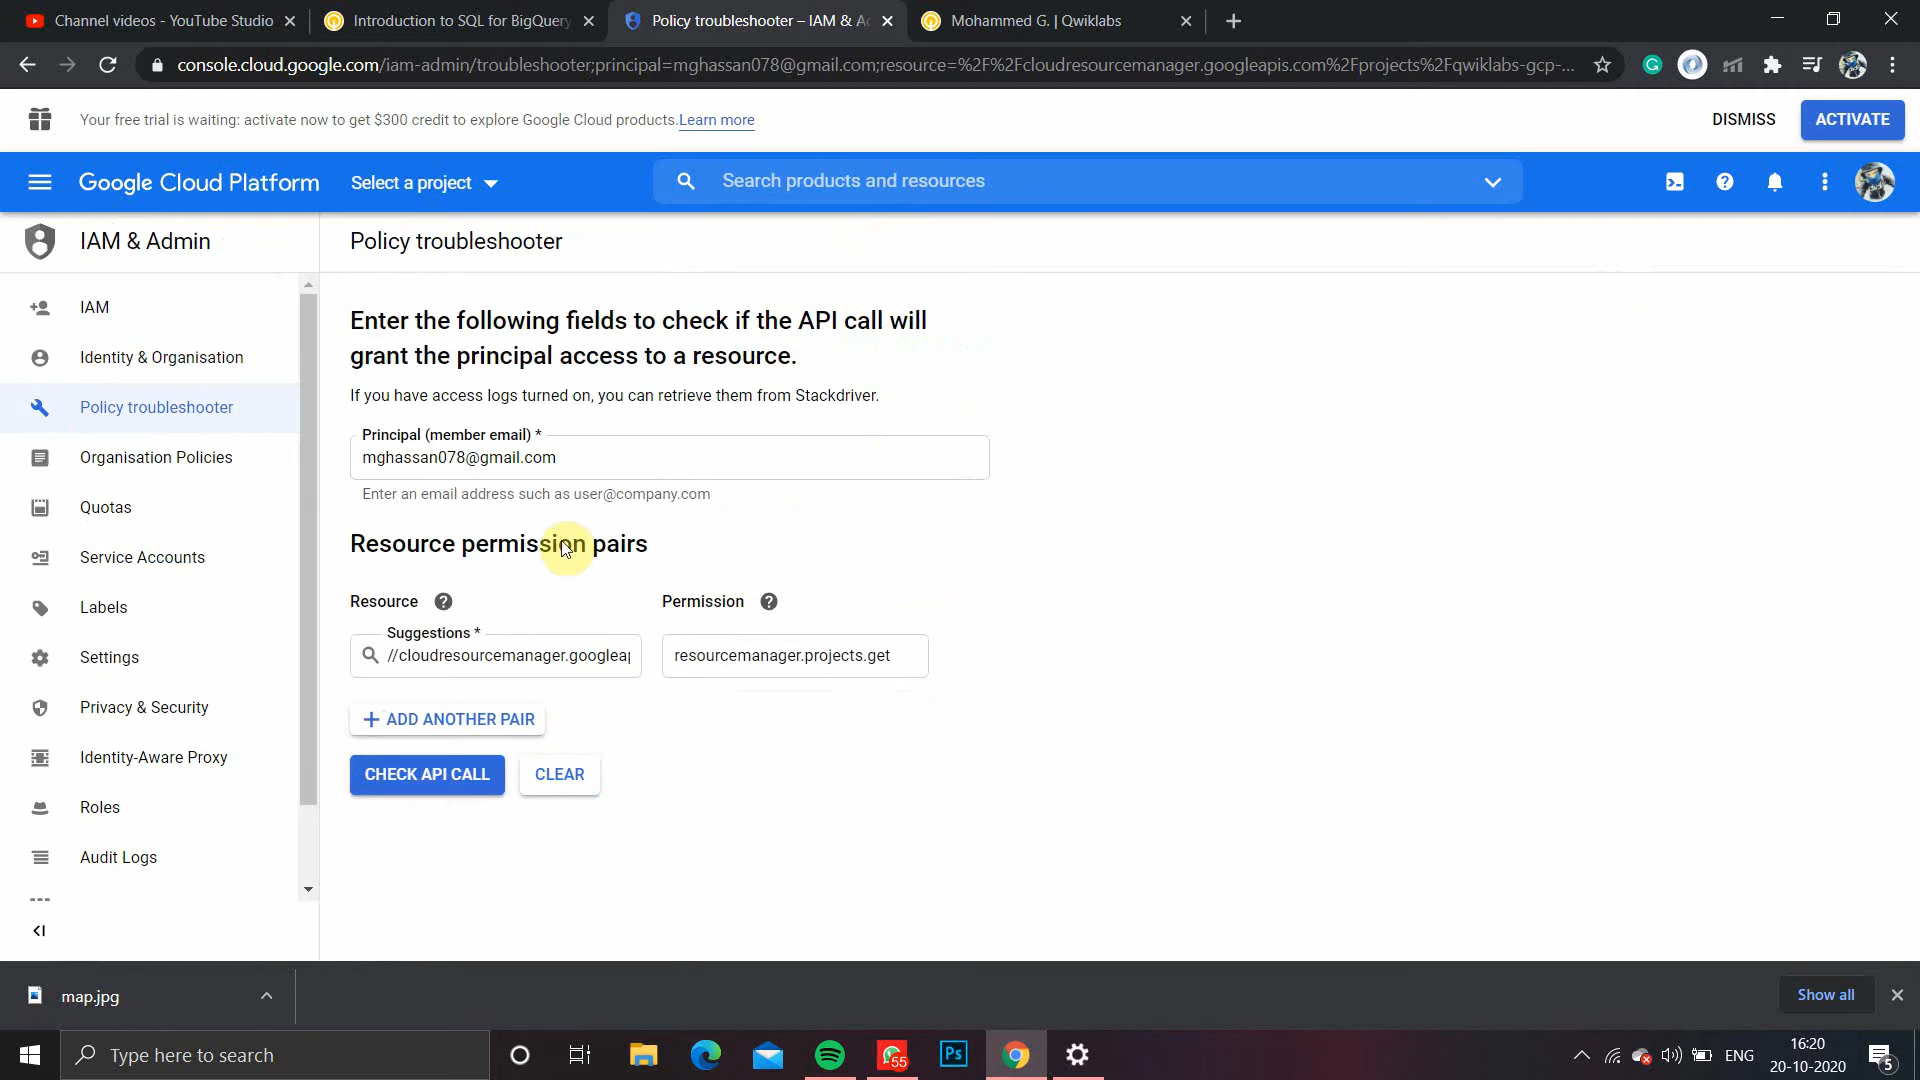 Channel videos - YouTube Studio
Introduction to SQL for BigQuery
Policy troubleshooter – IAM & A
Mohammed G. | Qwiklabs
console.cloud.google.com/iam-admin/troubleshooter;principal=mghassan078@gmail.com;resource=%2F%2Fcloudresourcemanager.googleapis.com%2Fprojects%2Fqwiklabs-gcp-...
Your free trial is waiting: activate now to get $300 credit to explore Google Cloud products. Learn more
DISMISS
ACTIVATE
Google Cloud Platform
Select a project
Search products and resources
IAM & Admin
Policy troubleshooter
IAM
Identity & Organisation
Policy troubleshooter
Organisation Policies
Quotas
Service Accounts
Labels
Settings
Privacy & Security
Identity-Aware Proxy
Roles
Audit Logs
Enter the following fields to check if the API call will
grant the principal access to a resource.
If you have access logs turned on, you can retrieve them from Stackdriver.
Principal (member email) *
mghassan078@gmail.com
Enter an email address such as user@company.com
Resource permission pairs
Resource
Permission
Suggestions *
//cloudresourcemanager.googleap
resourcemanager.projects.get
+ ADD ANOTHER PAIR
CHECK API CALL
CLEAR
map.jpg
Show all
Type here to search
55
Ps
ENG
16:20
20-10-2020
5